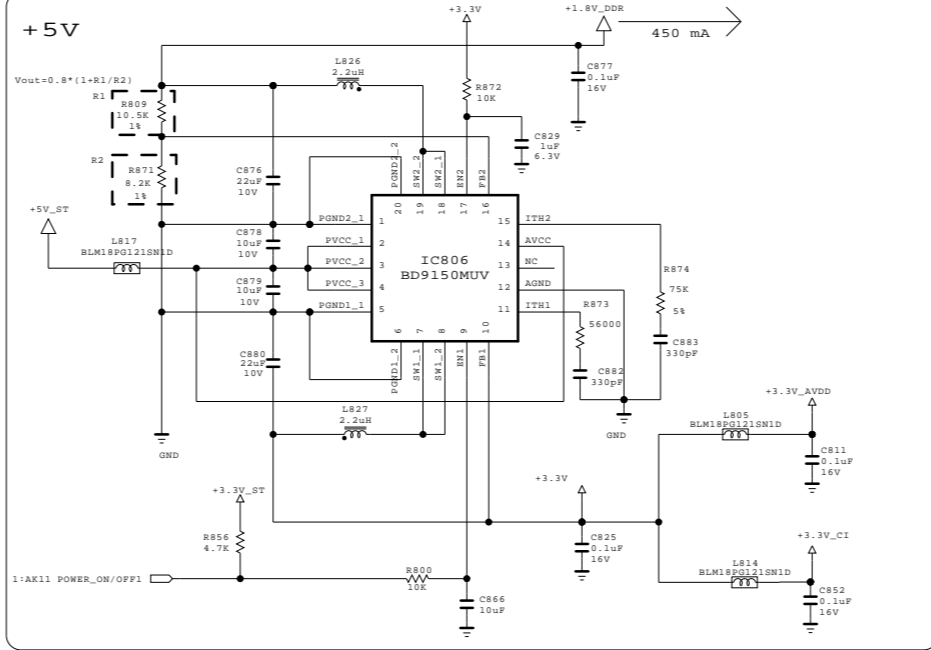 +5V
+3.3V
+1.8V_DDR
450 mA
Vout=0.8*(1+R1/R2)
L826
2.2uH
C877
0.1uF
16V
R872
10K
R1
R809
10.5K
1%
C829
1uF
6.3V
R2
R871
8.2K
1%
C876
22uF
10V
PGND2_2
SW2_2
SW2_1
EN2
FB2
20
19
18
17
16
+5V_ST
L817
BLM18PG121SN1D
C878
10uF
10V
C879
10uF
10V
C880
22uF
10V
PGND2_1
PVCC_1
PVCC_2
PVCC_3
PGND1_1
1
2
3
4
5
IC806
BD9150MUV
15
14
13
12
11
ITH2
AVCC
NC
AGND
ITH1
6
7
8
9
10
PGND1_2
SW1_1
SW1_2
EN1
FB1
R874
75K
5%
R873
56000
C883
330pF
C882
330pF
GND
GND
L827
2.2uH
+3.3V_AVDD
L805
BLM18PG121SN1D
C811
0.1uF
16V
+3.3V_ST
+3.3V
R856
4.7K
C825
0.1uF
16V
+3.3V_CI
L814
BLM18PG121SN1D
1:AK11 POWER_ON/OFF1
R800
10K
C866
10uF
C852
0.1uF
16V